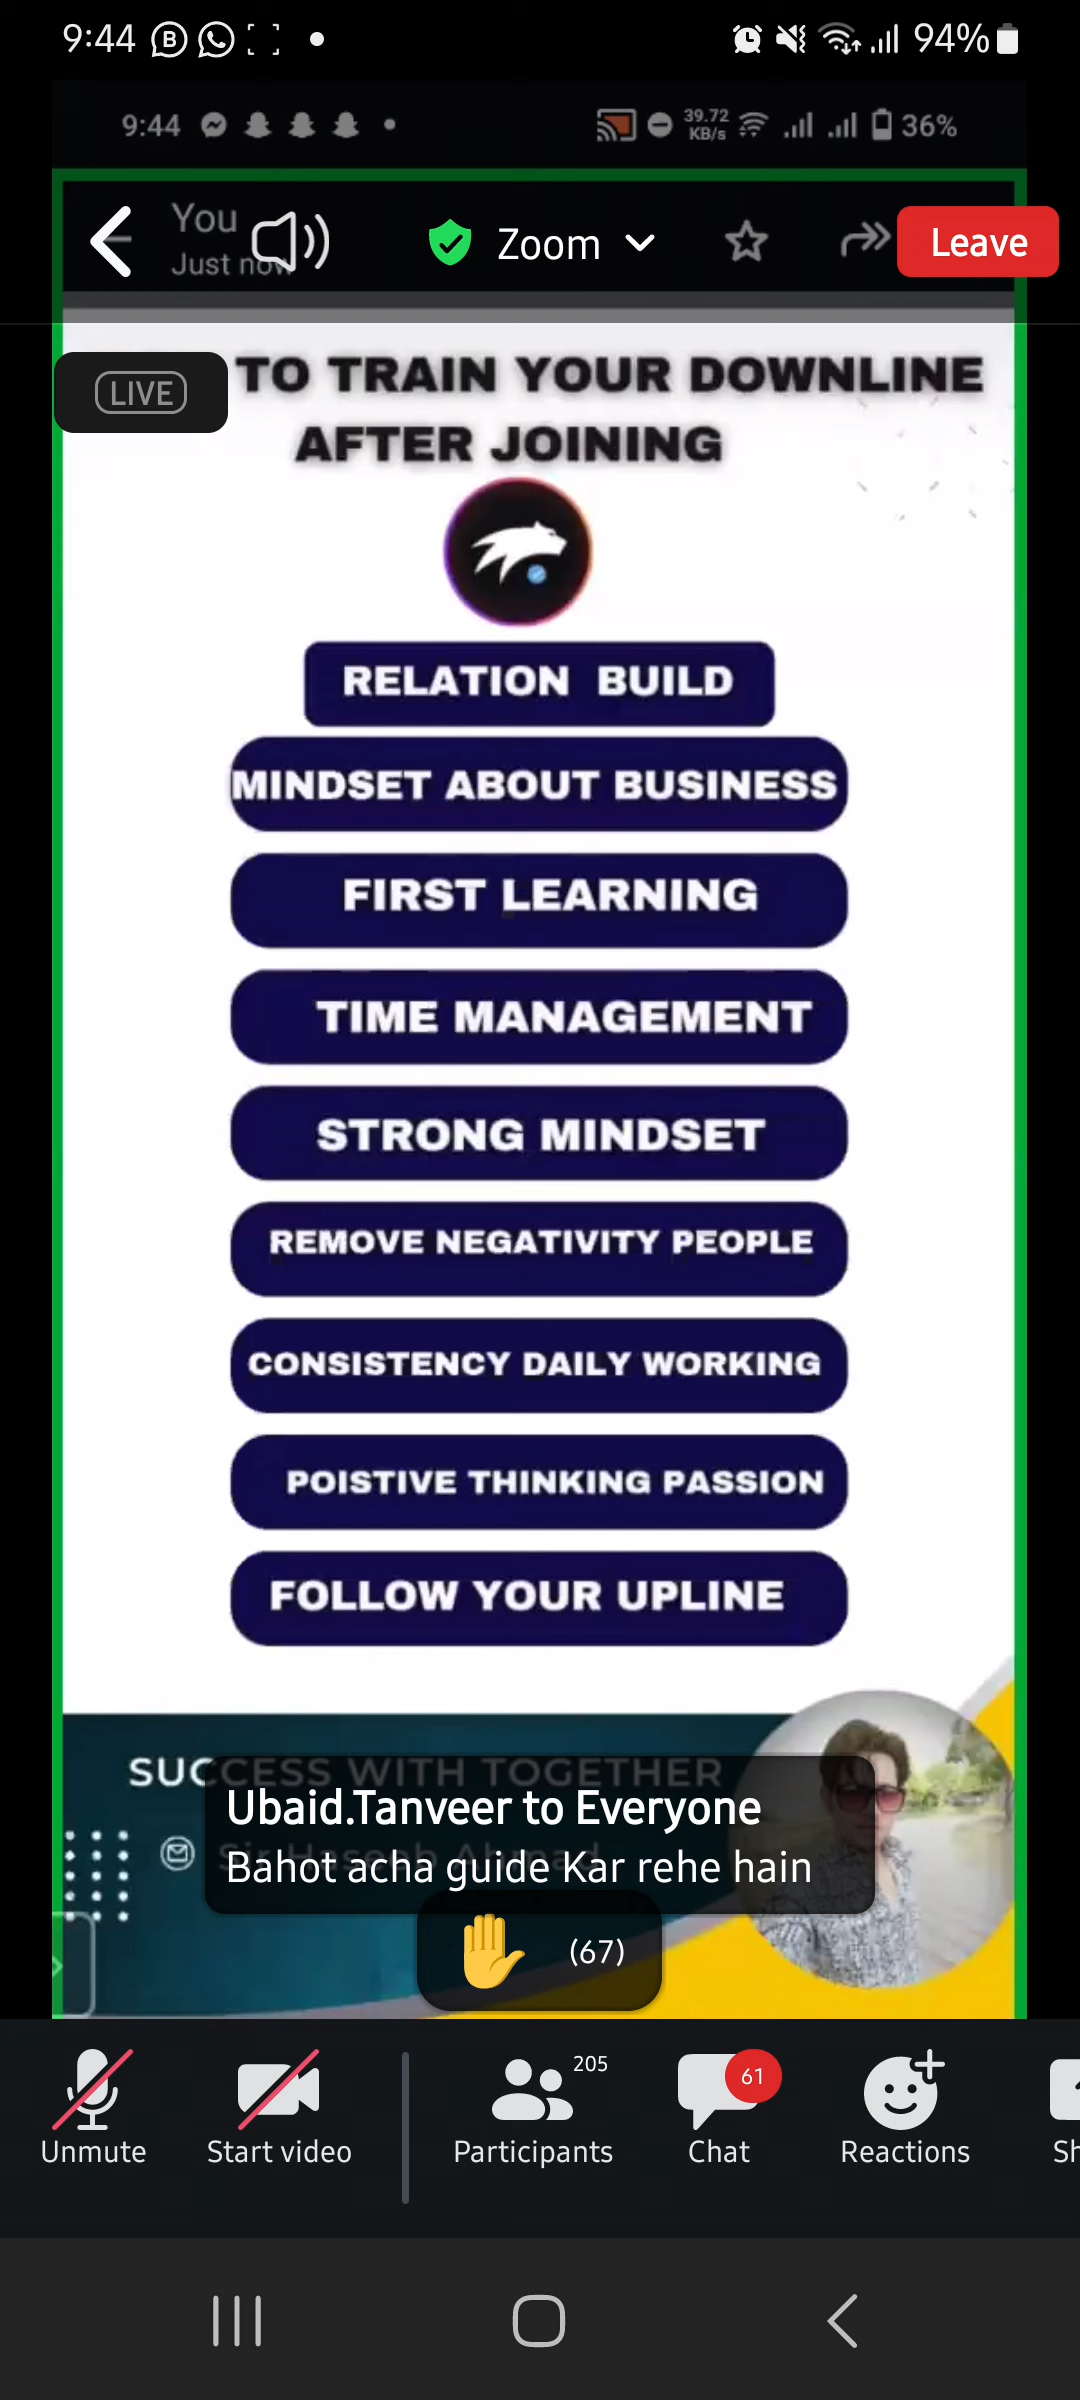 9:44
94%
9:44
39.72
KB/s
36%
You
Just now
Zoom
Leave
LIVE
TO TRAIN YOUR DOWNLINE
AFTER JOINING
RELATION BUILD
MINDSET ABOUT BUSINESS
FIRST LEARNING
TIME MANAGEMENT
STRONG MINDSET
REMOVE NEGATIVITY PEOPLE
CONSISTENCY DAILY WORKING
POISTIVE THINKING PASSION
FOLLOW YOUR UPLINE
SUCCESS WITH TOGETHER
Ubaid.Tanveer to Everyone
Bahot acha guide Kar rehe hain
(67)
205
61
Unmute
Start video
Participants
Chat
Reactions
Sh